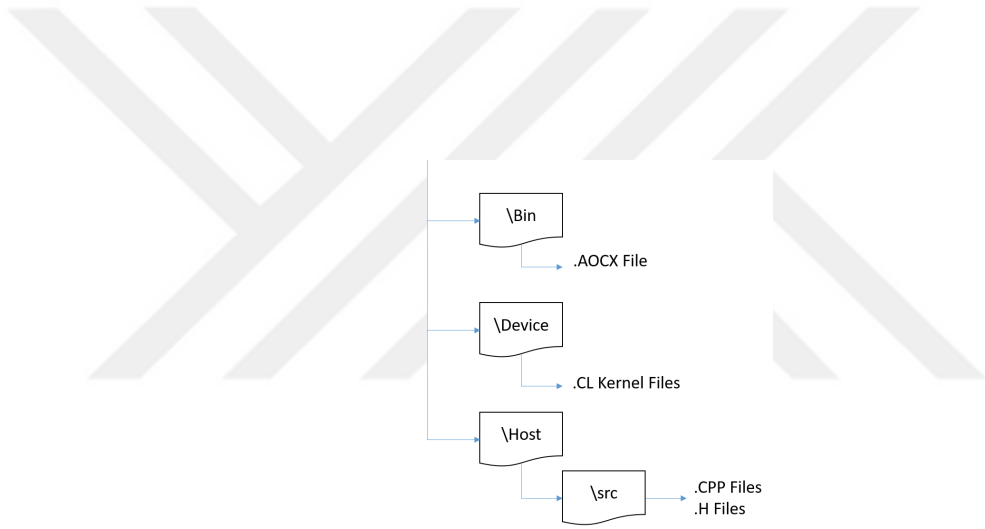 \Bin
.AOCX File
\Device
.CL Kernel Files
\Host
\src
.CPP Files
.H Files